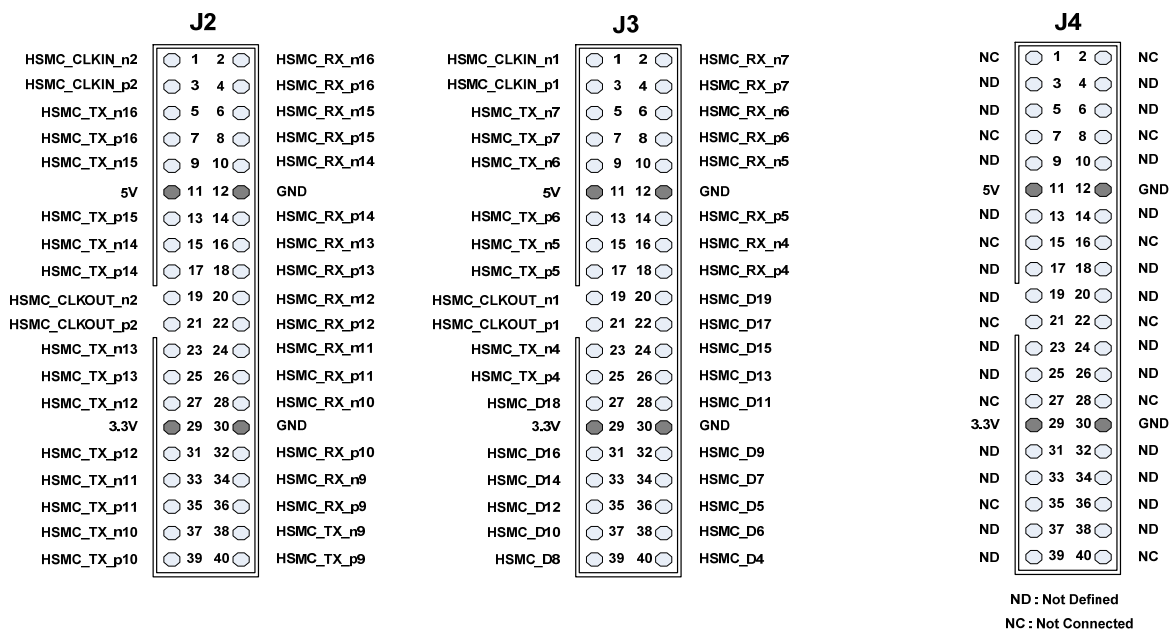 J2
HSMC_CLKIN_n2 1 2 HSMC_RX_n16
HSMC_CLKIN_p2 3 4 HSMC_RX_p16
HSMC_TX_n16 5 6 HSMC_RX_n15
HSMC_TX_p16 7 8 HSMC_RX_p15
HSMC_TX_n15 9 10 HSMC_RX_n14
5V 11 12 GND
HSMC_TX_p15 13 14 HSMC_RX_p14
HSMC_TX_n14 15 16 HSMC_RX_n13
HSMC_TX_p14 17 18 HSMC_RX_p13
HSMC_CLKOUT_n2 19 20 HSMC_RX_n12
HSMC_CLKOUT_p2 21 22 HSMC_RX_p12
HSMC_TX_n13 23 24 HSMC_RX_n11
HSMC_TX_p13 25 26 HSMC_RX_p11
HSMC_TX_n12 27 28 HSMC_RX_n10
3.3V 29 30 GND
HSMC_TX_p12 31 32 HSMC_RX_p10
HSMC_TX_n11 33 34 HSMC_RX_n9
HSMC_TX_p11 35 36 HSMC_RX_p9
HSMC_TX_n10 37 38 HSMC_TX_n9
HSMC_TX_p10 39 40 HSMC_TX_p9
J3
HSMC_CLKIN_n1 1 2 HSMC_RX_n7
HSMC_CLKIN_p1 3 4 HSMC_RX_p7
HSMC_TX_n7 5 6 HSMC_RX_n6
HSMC_TX_p7 7 8 HSMC_RX_p6
HSMC_TX_n6 9 10 HSMC_RX_n5
5V 11 12 GND
HSMC_TX_p6 13 14 HSMC_RX_p5
HSMC_TX_n5 15 16 HSMC_RX_n4
HSMC_TX_p5 17 18 HSMC_RX_p4
HSMC_CLKOUT_n1 19 20 HSMC_D19
HSMC_CLKOUT_p1 21 22 HSMC_D17
HSMC_TX_n4 23 24 HSMC_D15
HSMC_TX_p4 25 26 HSMC_D13
HSMC_D18 27 28 HSMC_D11
3.3V 29 30 GND
HSMC_D16 31 32 HSMC_D9
HSMC_D14 33 34 HSMC_D7
HSMC_D12 35 36 HSMC_D5
HSMC_D10 37 38 HSMC_D6
HSMC_D8 39 40 HSMC_D4
J4
NC 1 2 NC
ND 3 4 ND
ND 5 6 ND
NC 7 8 NC
ND 9 10 ND
5V 11 12 GND
ND 13 14 ND
NC 15 16 NC
ND 17 18 ND
ND 19 20 ND
NC 21 22 NC
ND 23 24 ND
ND 25 26 ND
NC 27 28 NC
3.3V 29 30 GND
ND 31 32 ND
ND 33 34 ND
NC 35 36 ND
ND 37 38 ND
ND 39 40 NC
ND : Not Defined
NC : Not Connected